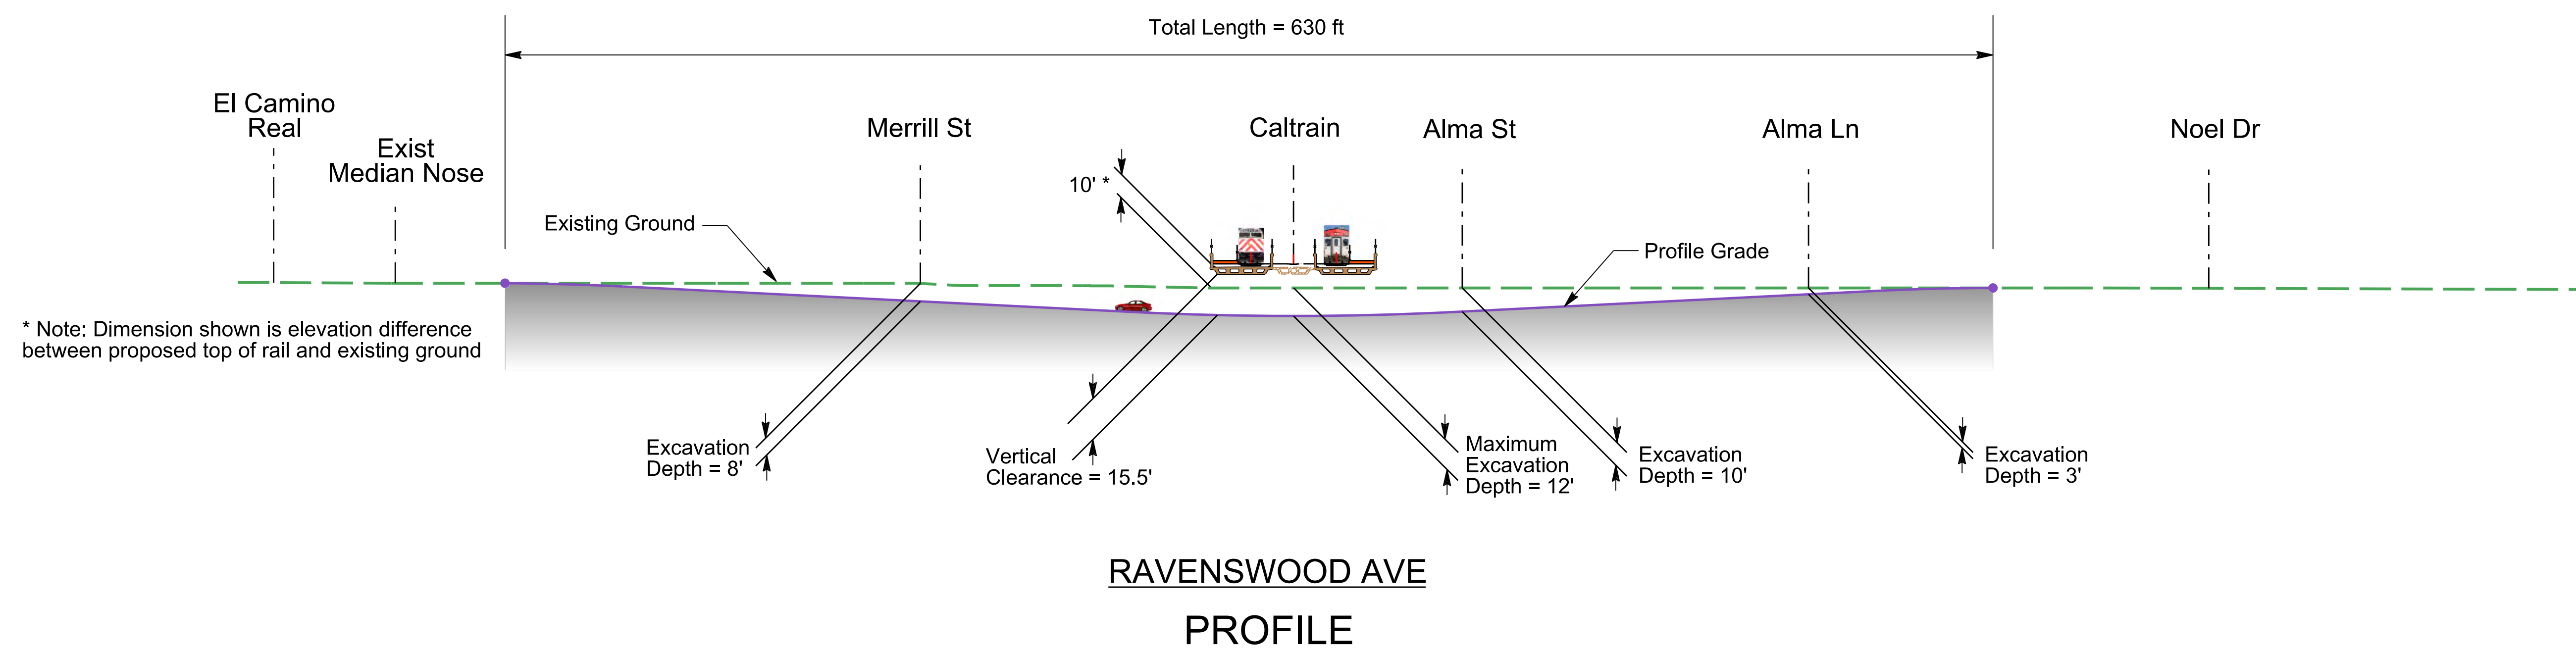 Total Length = 630 ft
El Camino
Real
Exist
Median Nose
Merrill St
Caltrain
Alma St
Alma Ln
Noel Dr
10' *
Existing Ground
Profile Grade
* Note: Dimension shown is elevation difference
between proposed top of rail and existing ground
Excavation
Depth = 8'
Vertical
Clearance = 15.5'
Maximum
Excavation
Depth = 12'
Excavation
Depth = 10'
Excavation
Depth = 3'
RAVENSWOOD AVE
PROFILE